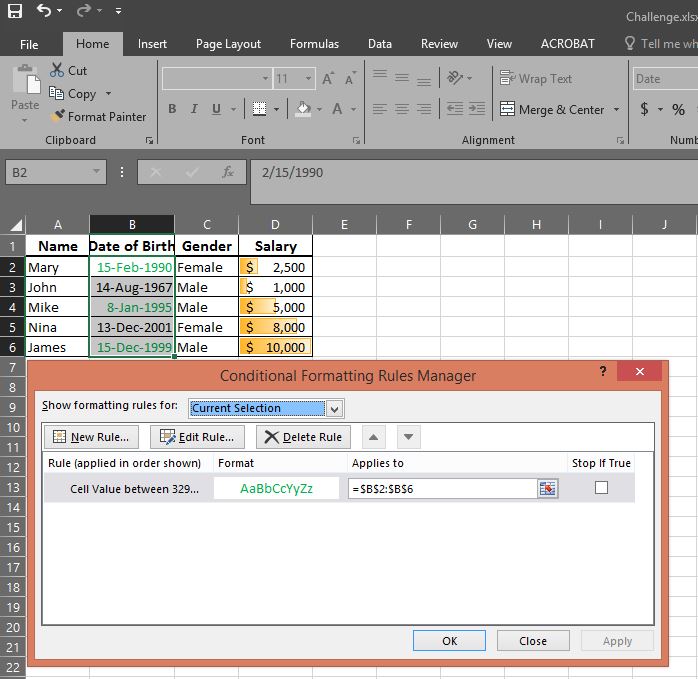 Challenge.xls
File Home Insert Page Layout Formulas Data Review View ACROBAT Tell me wh
Paste
Cut
Copy
Format Painter
Clipboard
11 A A
B I U A
Font
Wrap Text
Merge & Center
Alignment
Date
$ %
Numb
B2 fx 2/15/1990
A B C D E F G H I J
1 Name Date of Birth Gender Salary
2 Mary 15-Feb-1990 Female $ 2,500
3 John 14-Aug-1967 Male $ 1,000
4 Mike 8-Jan-1995 Male $ 5,000
5 Nina 13-Dec-2001 Female $ 8,000
6 James 15-Dec-1999 Male $ 10,000
7
8
9
10
11
12
13
14
15
16
17
18
19
20
21
22
Conditional Formatting Rules Manager ?
Show formatting rules for: Current Selection
New Rule... Edit Rule... Delete Rule
Rule (applied in order shown) Format Applies to Stop If True
Cell Value between 329... AaBbCcYyZz =$B$2:$B$6
OK Close Apply